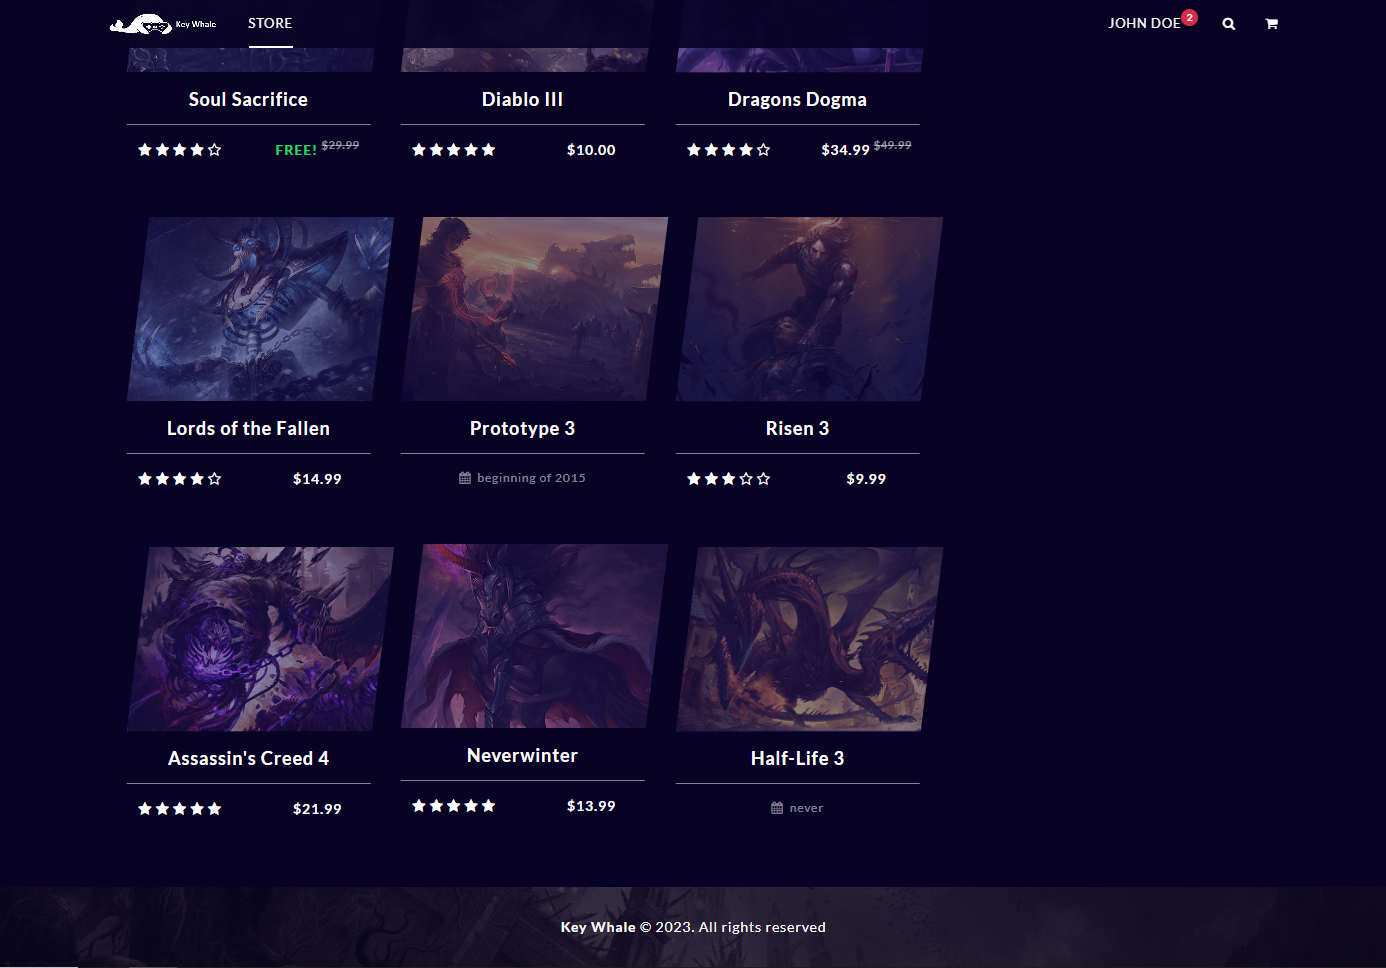 Key Whale
STORE
JOHN DOE 2
Soul Sacrifice
FREE! $29.99
Diablo III
$10.00
Dragons Dogma
$34.99 $49.99
Lords of the Fallen
$14.99
Prototype 3
beginning of 2015
Risen 3
$9.99
Assassin's Creed 4
$21.99
Neverwinter
$13.99
Half-Life 3
never
Key Whale © 2023. All rights reserved